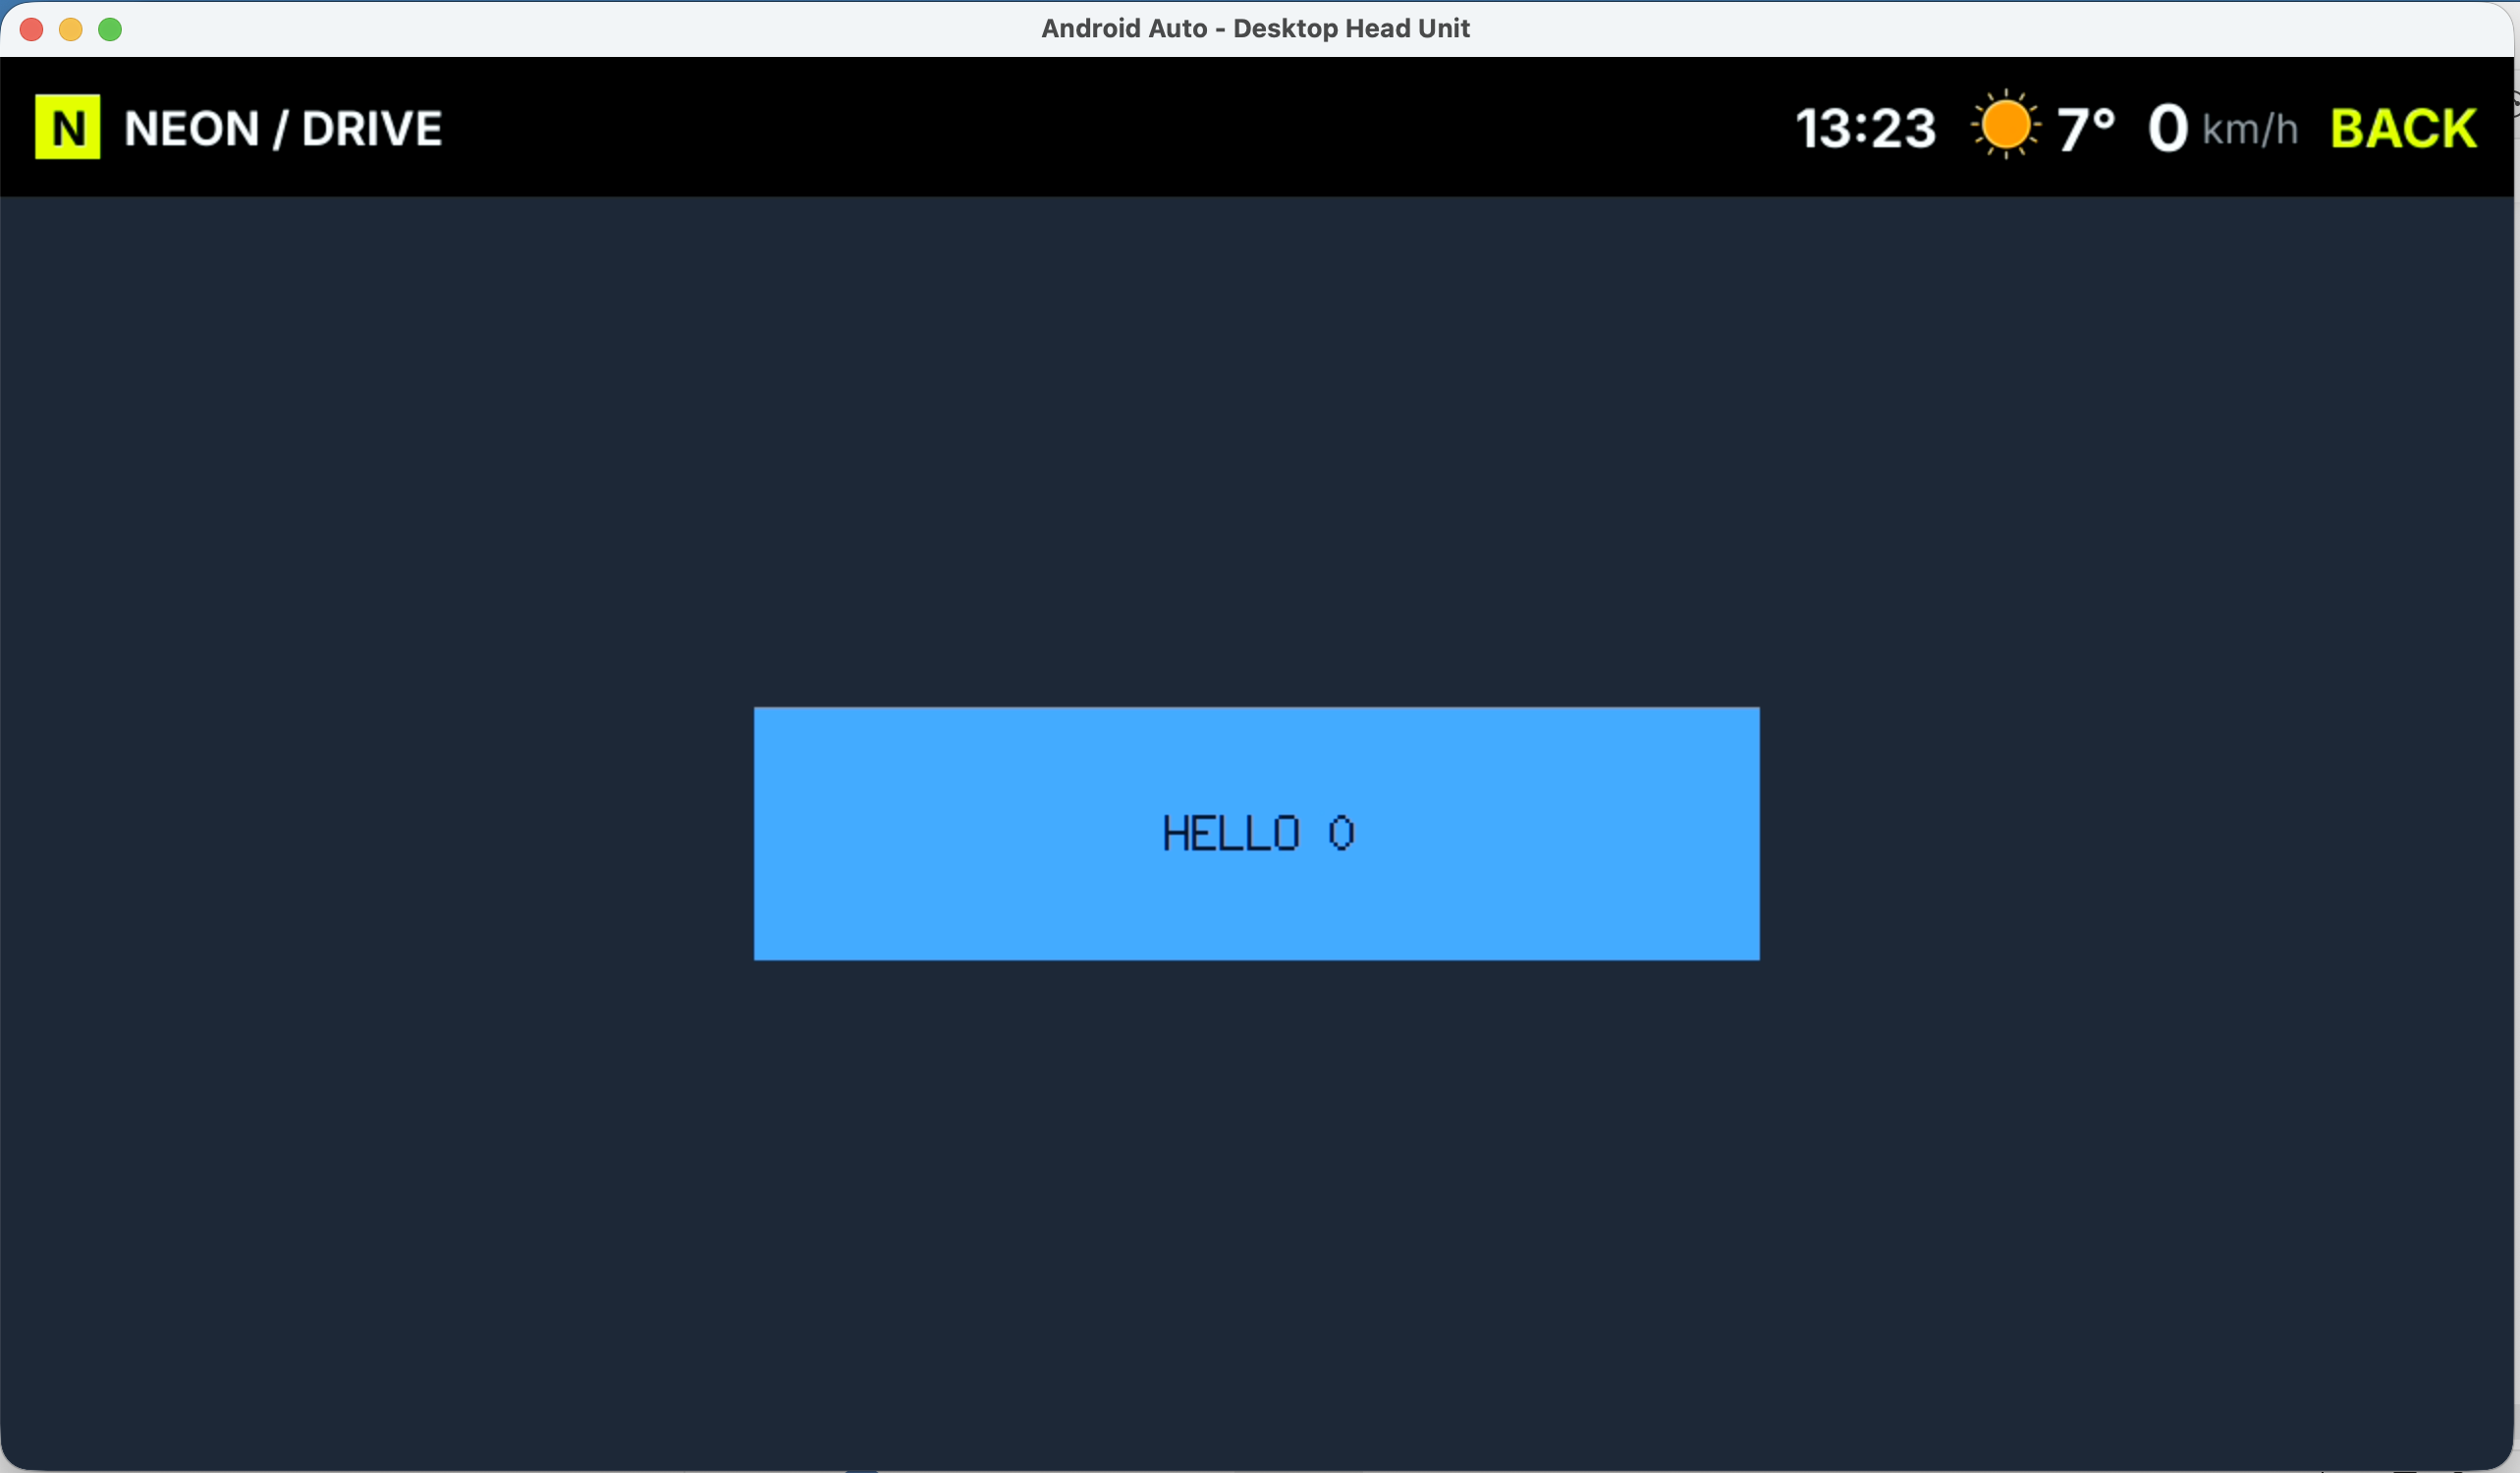 Android Auto - Desktop Head Unit
N NEON / DRIVE 13:23 7° 0 km/h BACK
HELLO 0